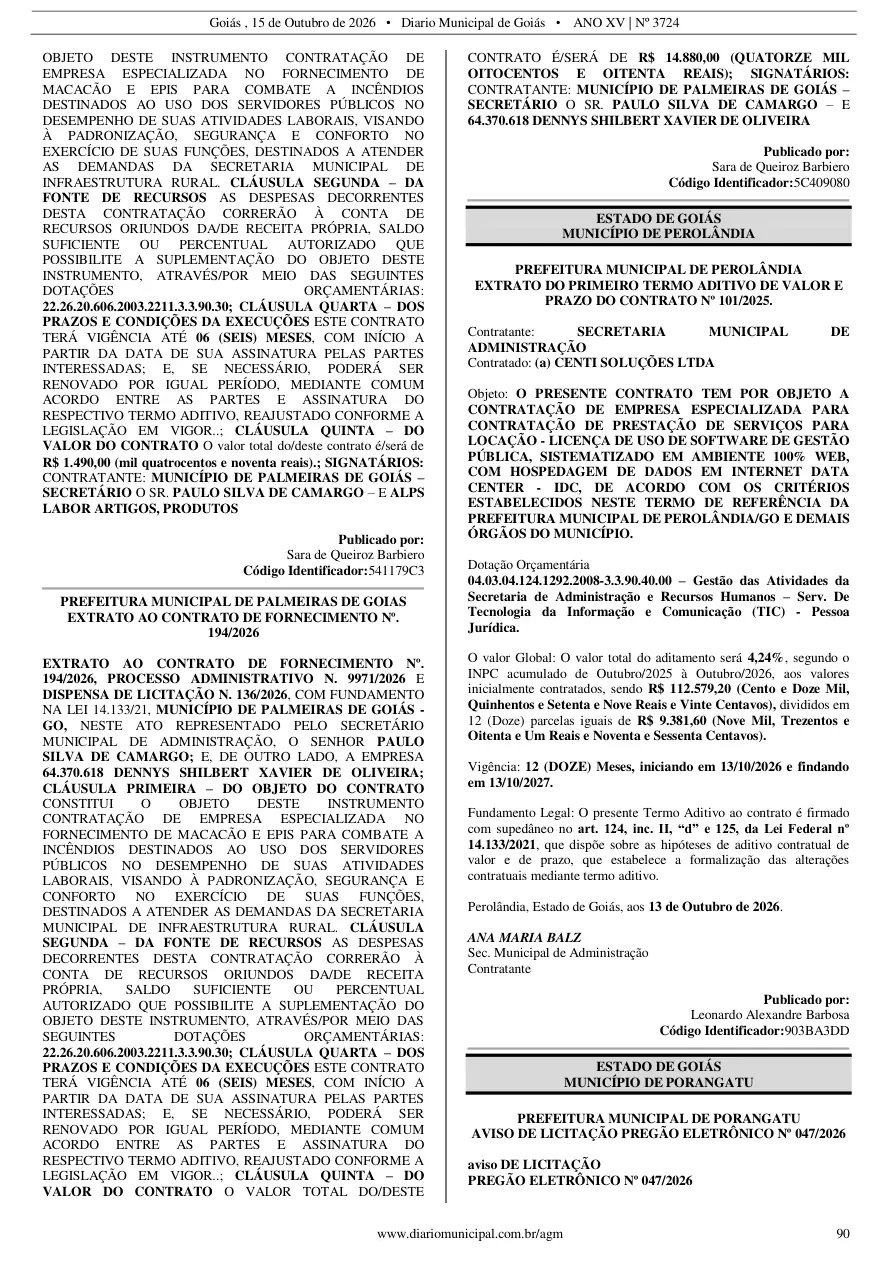 Goiás , 15 de Outubro de 2026 • Diario Municipal de Goiás • ANO XV | Nº 3724
OBJETO DESTE INSTRUMENTO CONTRATAÇÃO DE
EMPRESA ESPECIALIZADA NO FORNECIMENTO DE
MACACÃO E EPIS PARA COMBATE A INCÊNDIOS
DESTINADOS AO USO DOS SERVIDORES PÚBLICOS NO
DESEMPENHO DE SUAS ATIVIDADES LABORAIS, VISANDO
À PADRONIZAÇÃO, SEGURANÇA E CONFORTO NO
EXERCÍCIO DE SUAS FUNÇÕES, DESTINADOS A ATENDER
AS DEMANDAS DA SECRETARIA MUNICIPAL DE
INFRAESTRUTURA RURAL. CLÁUSULA SEGUNDA – DA
FONTE DE RECURSOS AS DESPESAS DECORRENTES
DESTA CONTRATAÇÃO CORRERÃO À CONTA DE
RECURSOS ORIUNDOS DA/DE RECEITA PRÓPRIA, SALDO
SUFICIENTE OU PERCENTUAL AUTORIZADO QUE
POSSIBILITE A SUPLEMENTAÇÃO DO OBJETO DESTE
INSTRUMENTO, ATRAVÉS/POR MEIO DAS SEGUINTES
DOTAÇÕES ORÇAMENTÁRIAS:
22.26.20.606.2003.2211.3.3.90.30; CLÁUSULA QUARTA – DOS
PRAZOS E CONDIÇÕES DA EXECUÇÕES ESTE CONTRATO
TERÁ VIGÊNCIA ATÉ 06 (SEIS) MESES, COM INÍCIO A
PARTIR DA DATA DE SUA ASSINATURA PELAS PARTES
INTERESSADAS; E, SE NECESSÁRIO, PODERÁ SER
RENOVADO POR IGUAL PERÍODO, MEDIANTE COMUM
ACORDO ENTRE AS PARTES E ASSINATURA DO
RESPECTIVO TERMO ADITIVO, REAJUSTADO CONFORME A
LEGISLAÇÃO EM VIGOR..; CLÁUSULA QUINTA – DO
VALOR DO CONTRATO O valor total do/deste contrato é/será de
R$ 1.490,00 (mil quatrocentos e noventa reais).; SIGNATÁRIOS:
CONTRATANTE: MUNICÍPIO DE PALMEIRAS DE GOIÁS –
SECRETÁRIO O SR. PAULO SILVA DE CAMARGO – E ALPS
LABOR ARTIGOS, PRODUTOS
Publicado por:
Sara de Queiroz Barbiero
Código Identificador:541179C3
PREFEITURA MUNICIPAL DE PALMEIRAS DE GOIAS
EXTRATO AO CONTRATO DE FORNECIMENTO Nº.
194/2026
EXTRATO AO CONTRATO DE FORNECIMENTO Nº.
194/2026, PROCESSO ADMINISTRATIVO N. 9971/2026 E
DISPENSA DE LICITAÇÃO N. 136/2026, COM FUNDAMENTO
NA LEI 14.133/21, MUNICÍPIO DE PALMEIRAS DE GOIÁS -
GO, NESTE ATO REPRESENTADO PELO SECRETÁRIO
MUNICIPAL DE ADMINISTRAÇÃO, O SENHOR PAULO
SILVA DE CAMARGO; E, DE OUTRO LADO, A EMPRESA
64.370.618 DENNYS SHILBERT XAVIER DE OLIVEIRA;
CLÁUSULA PRIMEIRA – DO OBJETO DO CONTRATO
CONSTITUI O OBJETO DESTE INSTRUMENTO
CONTRATAÇÃO DE EMPRESA ESPECIALIZADA NO
FORNECIMENTO DE MACACÃO E EPIS PARA COMBATE A
INCÊNDIOS DESTINADOS AO USO DOS SERVIDORES
PÚBLICOS NO DESEMPENHO DE SUAS ATIVIDADES
LABORAIS, VISANDO À PADRONIZAÇÃO, SEGURANÇA E
CONFORTO NO EXERCÍCIO DE SUAS FUNÇÕES,
DESTINADOS A ATENDER AS DEMANDAS DA SECRETARIA
MUNICIPAL DE INFRAESTRUTURA RURAL. CLÁUSULA
SEGUNDA – DA FONTE DE RECURSOS AS DESPESAS
DECORRENTES DESTA CONTRATAÇÃO CORRERÃO À
CONTA DE RECURSOS ORIUNDOS DA/DE RECEITA
PRÓPRIA, SALDO SUFICIENTE OU PERCENTUAL
AUTORIZADO QUE POSSIBILITE A SUPLEMENTAÇÃO DO
OBJETO DESTE INSTRUMENTO, ATRAVÉS/POR MEIO DAS
SEGUINTES DOTAÇÕES ORÇAMENTÁRIAS:
22.26.20.606.2003.2211.3.3.90.30; CLÁUSULA QUARTA – DOS
PRAZOS E CONDIÇÕES DA EXECUÇÕES ESTE CONTRATO
TERÁ VIGÊNCIA ATÉ 06 (SEIS) MESES, COM INÍCIO A
PARTIR DA DATA DE SUA ASSINATURA PELAS PARTES
INTERESSADAS; E, SE NECESSÁRIO, PODERÁ SER
RENOVADO POR IGUAL PERÍODO, MEDIANTE COMUM
ACORDO ENTRE AS PARTES E ASSINATURA DO
RESPECTIVO TERMO ADITIVO, REAJUSTADO CONFORME A
LEGISLAÇÃO EM VIGOR..; CLÁUSULA QUINTA – DO
VALOR DO CONTRATO O VALOR TOTAL DO/DESTE
CONTRATO É/SERÁ DE R$ 14.880,00 (QUATORZE MIL
OITOCENTOS E OITENTA REAIS); SIGNATÁRIOS:
CONTRATANTE: MUNICÍPIO DE PALMEIRAS DE GOIÁS –
SECRETÁRIO O SR. PAULO SILVA DE CAMARGO – E
64.370.618 DENNYS SHILBERT XAVIER DE OLIVEIRA
Publicado por:
Sara de Queiroz Barbiero
Código Identificador:5C409080
ESTADO DE GOIÁS
MUNICÍPIO DE PEROLÂNDIA
PREFEITURA MUNICIPAL DE PEROLÂNDIA
EXTRATO DO PRIMEIRO TERMO ADITIVO DE VALOR E
PRAZO DO CONTRATO Nº 101/2025.
Contratante: SECRETARIA MUNICIPAL DE
ADMINISTRAÇÃO
Contratado: (a) CENTI SOLUÇÕES LTDA
Objeto: O PRESENTE CONTRATO TEM POR OBJETO A
CONTRATAÇÃO DE EMPRESA ESPECIALIZADA PARA
CONTRATAÇÃO DE PRESTAÇÃO DE SERVIÇOS PARA
LOCAÇÃO - LICENÇA DE USO DE SOFTWARE DE GESTÃO
PÚBLICA, SISTEMATIZADO EM AMBIENTE 100% WEB,
COM HOSPEDAGEM DE DADOS EM INTERNET DATA
CENTER - IDC, DE ACORDO COM OS CRITÉRIOS
ESTABELECIDOS NESTE TERMO DE REFERÊNCIA DA
PREFEITURA MUNICIPAL DE PEROLÂNDIA/GO E DEMAIS
ÓRGÃOS DO MUNICÍPIO.
Dotação Orçamentária
04.03.04.124.1292.2008-3.3.90.40.00 – Gestão das Atividades da
Secretaria de Administração e Recursos Humanos – Serv. De
Tecnologia da Informação e Comunicação (TIC) - Pessoa
Jurídica.
O valor Global: O valor total do aditamento será 4,24%, segundo o
INPC acumulado de Outubro/2025 à Outubro/2026, aos valores
inicialmente contratados, sendo R$ 112.579,20 (Cento e Doze Mil,
Quinhentos e Setenta e Nove Reais e Vinte Centavos), divididos em
12 (Doze) parcelas iguais de R$ 9.381,60 (Nove Mil, Trezentos e
Oitenta e Um Reais e Noventa e Sessenta Centavos).
Vigência: 12 (DOZE) Meses, iniciando em 13/10/2026 e findando
em 13/10/2027.
Fundamento Legal: O presente Termo Aditivo ao contrato é firmado
com supedâneo no art. 124, inc. II, “d” e 125, da Lei Federal nº
14.133/2021, que dispõe sobre as hipóteses de aditivo contratual de
valor e de prazo, que estabelece a formalização das alterações
contratuais mediante termo aditivo.
Perolândia, Estado de Goiás, aos 13 de Outubro de 2026.
ANA MARIA BALZ
Sec. Municipal de Administração
Contratante
Publicado por:
Leonardo Alexandre Barbosa
Código Identificador:903BA3DD
ESTADO DE GOIÁS
MUNICÍPIO DE PORANGATU
PREFEITURA MUNICIPAL DE PORANGATU
AVISO DE LICITAÇÃO PREGÃO ELETRÔNICO Nº 047/2026
aviso DE LICITAÇÃO
PREGÃO ELETRÔNICO Nº 047/2026
www.diariomunicipal.com.br/agm
90